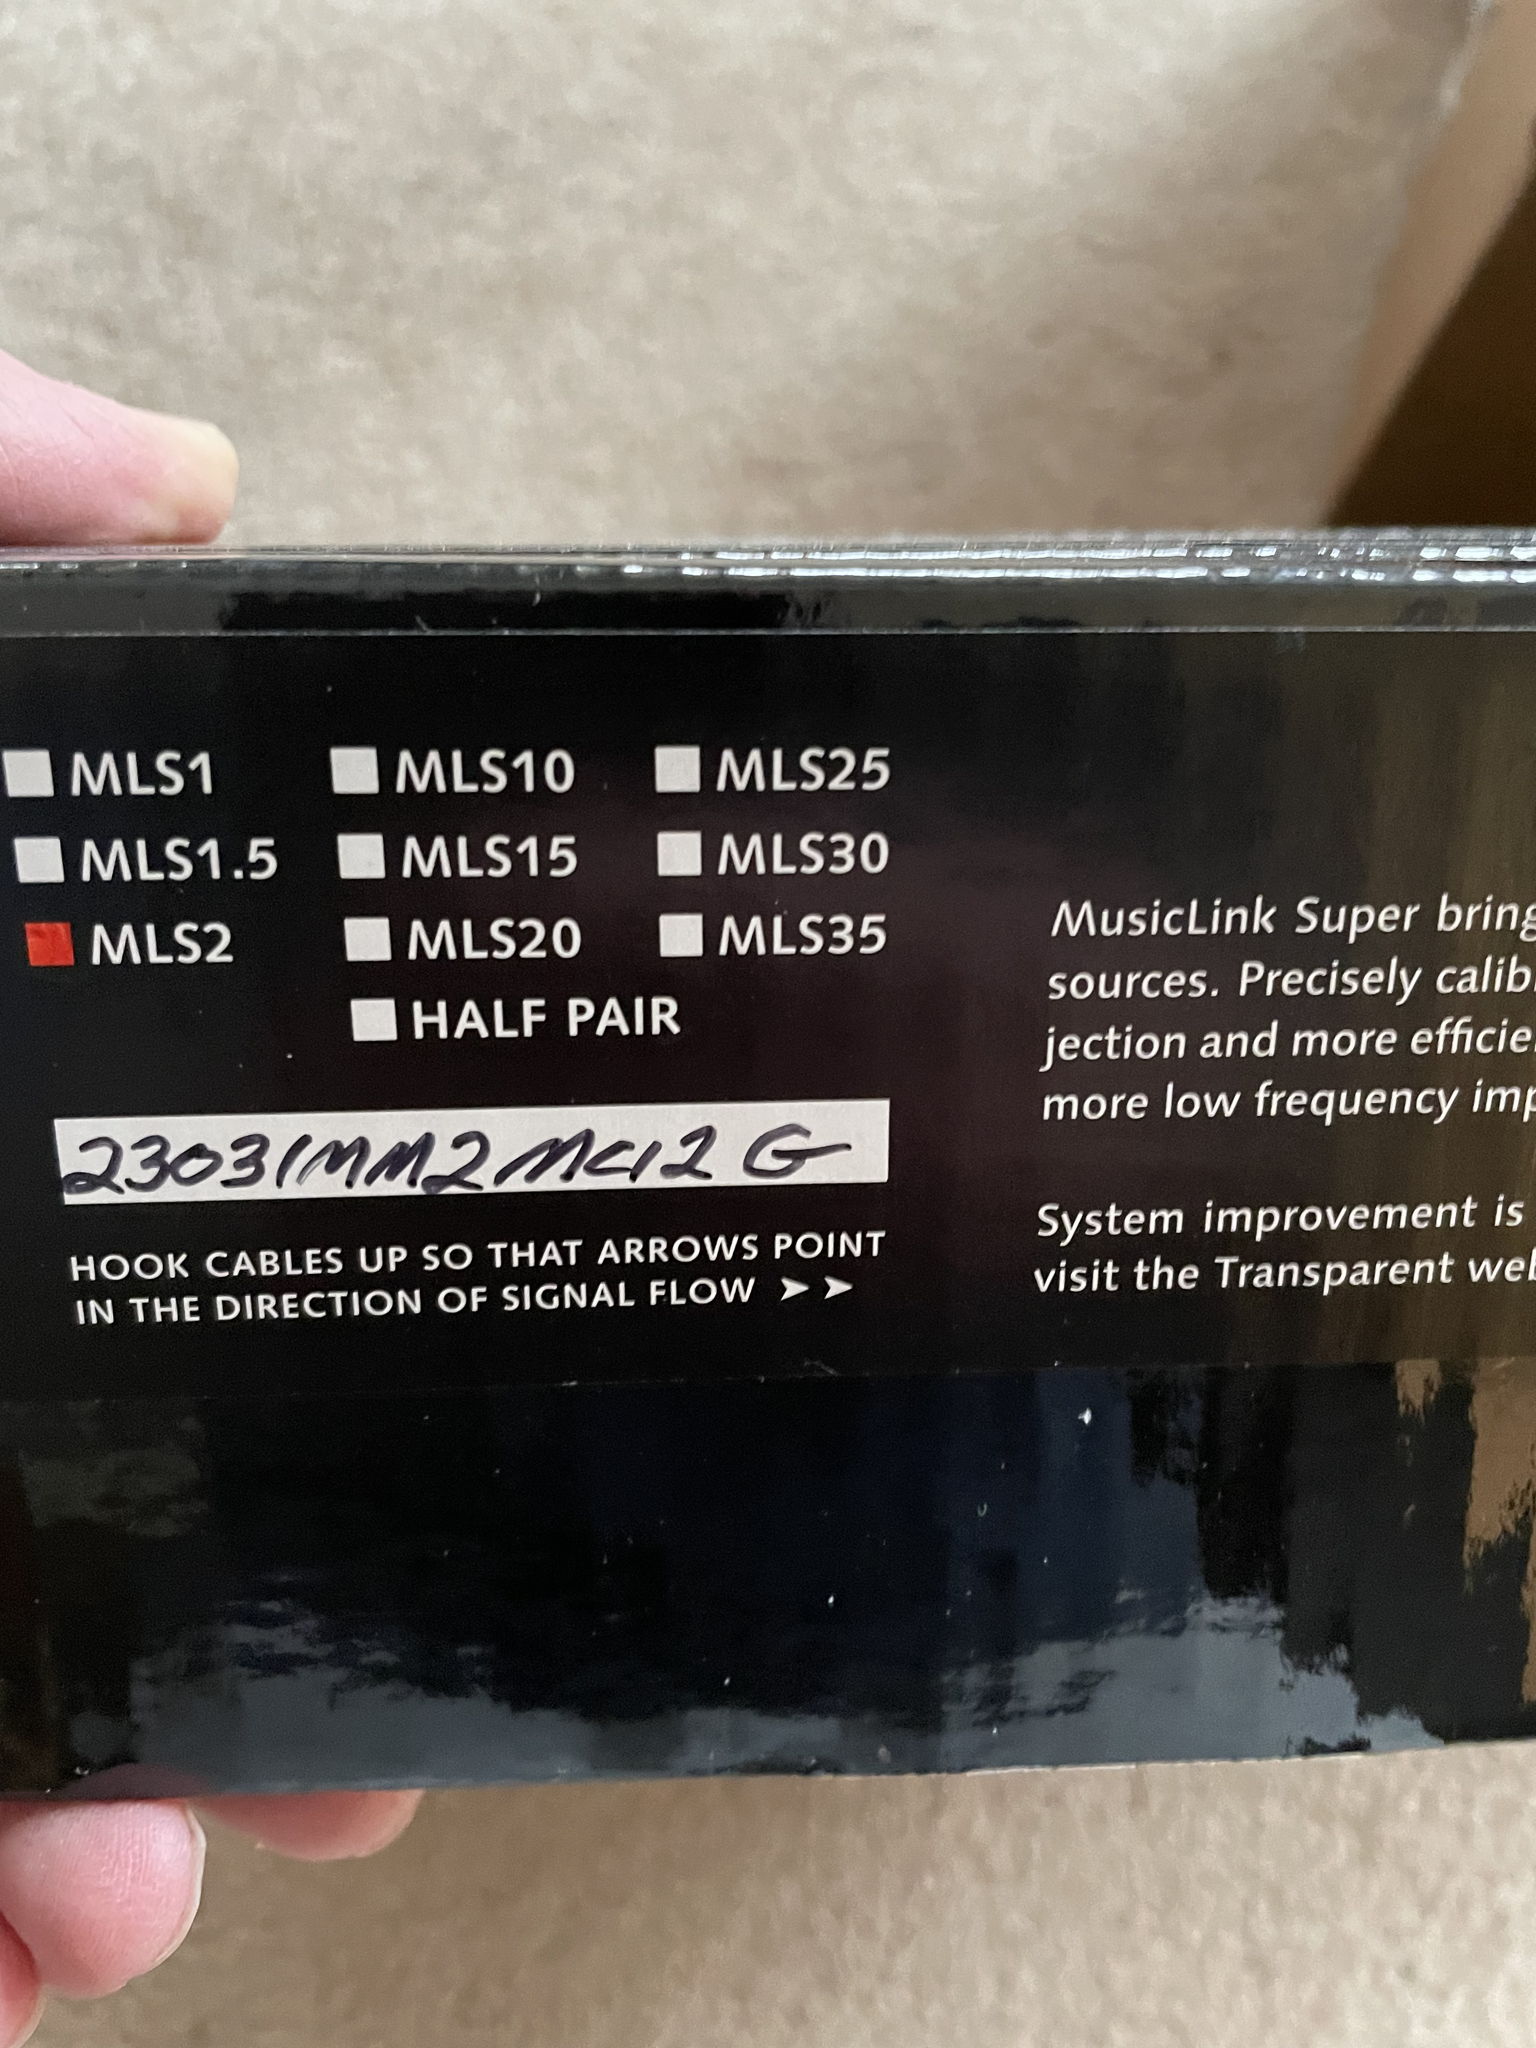 MLS1 MLS10 MLS25
MLS1.5 MLS15 MLS30
MLS2 MLS20 MLS35
HALF PAIR
23031MM2MC12 G
HOOK CABLES UP SO THAT ARROWS POINT
IN THE DIRECTION OF SIGNAL FLOW ➤➤
MusicLink Super bring
sources. Precisely calib
jection and more efficie
more low frequency imp
System improvement is
visit the Transparent we